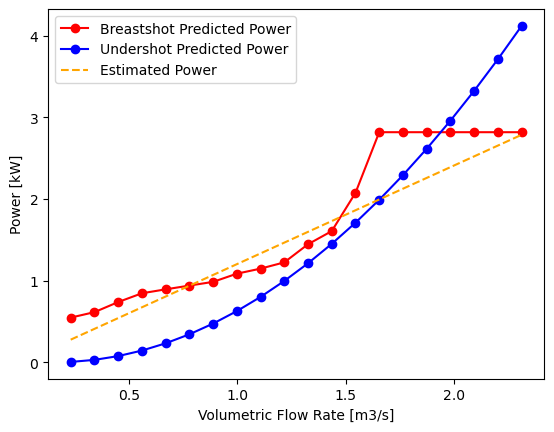 Breastshot Predicted Power
Undershot Predicted Power
Estimated Power
4
3
2
1
0
Power [kW]
0.5 1.0 1.5 2.0
Volumetric Flow Rate [m3/s]